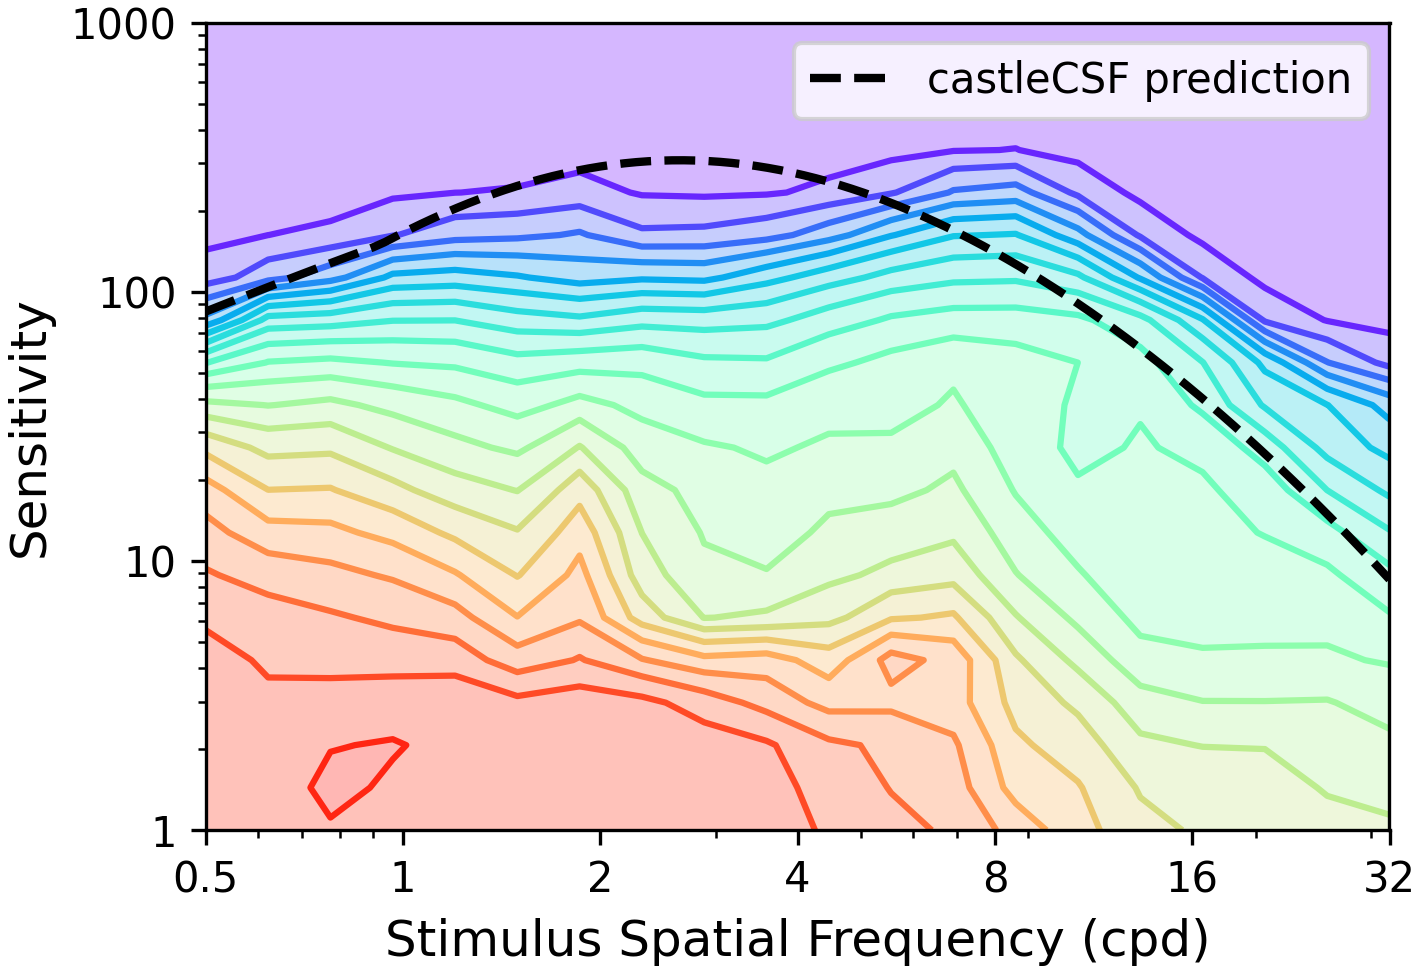 1000
castleCSF prediction
100
Sensitivity
10
1
0.5 1 2 4 8 16 32
Stimulus Spatial Frequency (cpd)